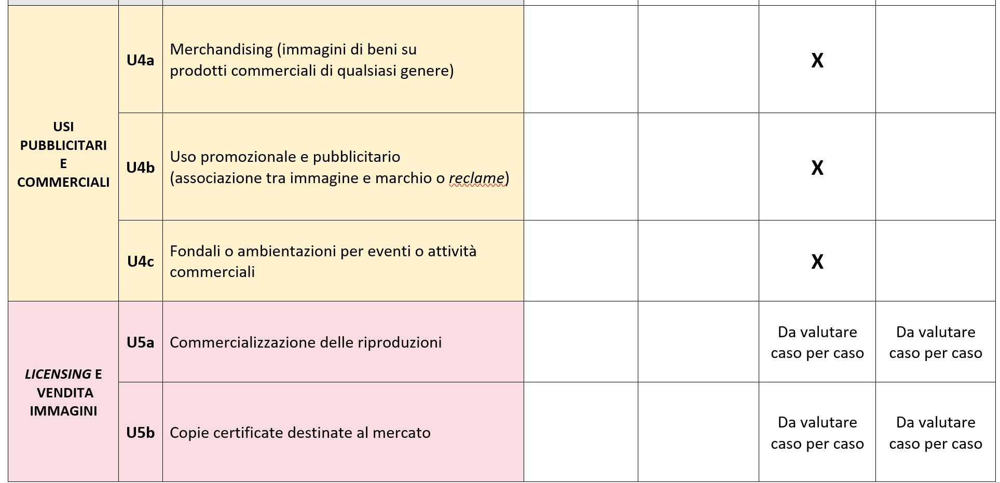 USI
PUBBLICITARI
E
COMMERCIALI
U4a
Merchandising (immagini di beni su
prodotti commerciali di qualsiasi genere)
X
U4b
Uso promozionale e pubblicitario
(associazione tra immagine e marchio o reclame)
X
U4c
Fondali o ambientazioni per eventi o attività
commerciali
X
LICENSING E
VENDITA
IMMAGINI
U5a
Commercializzazione delle riproduzioni
Da valutare
caso per caso
Da valutare
caso per caso
U5b
Copie certificate destinate al mercato
Da valutare
caso per caso
Da valutare
caso per caso